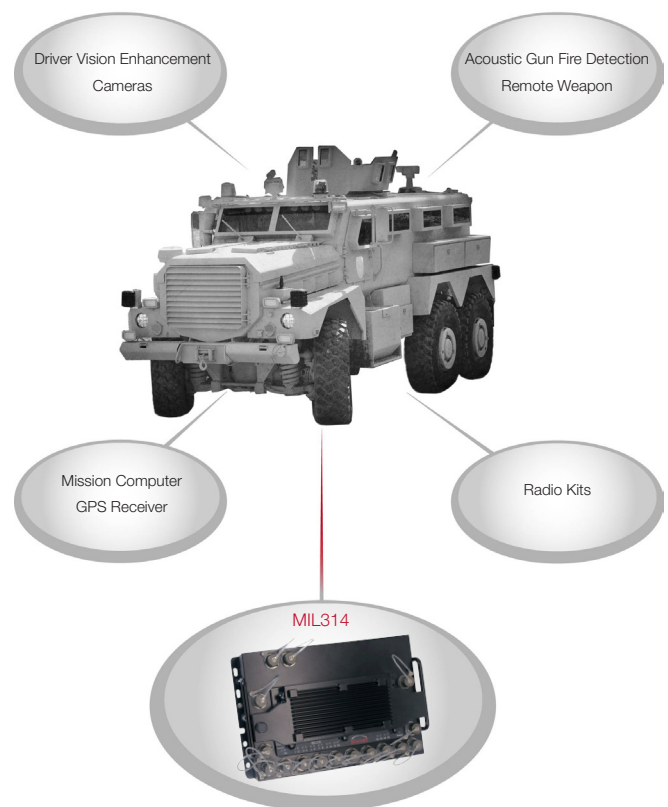 Driver Vision Enhancement
Cameras
Acoustic Gun Fire Detection
Remote Weapon
Mission Computer
GPS Receiver
Radio Kits
MIL314